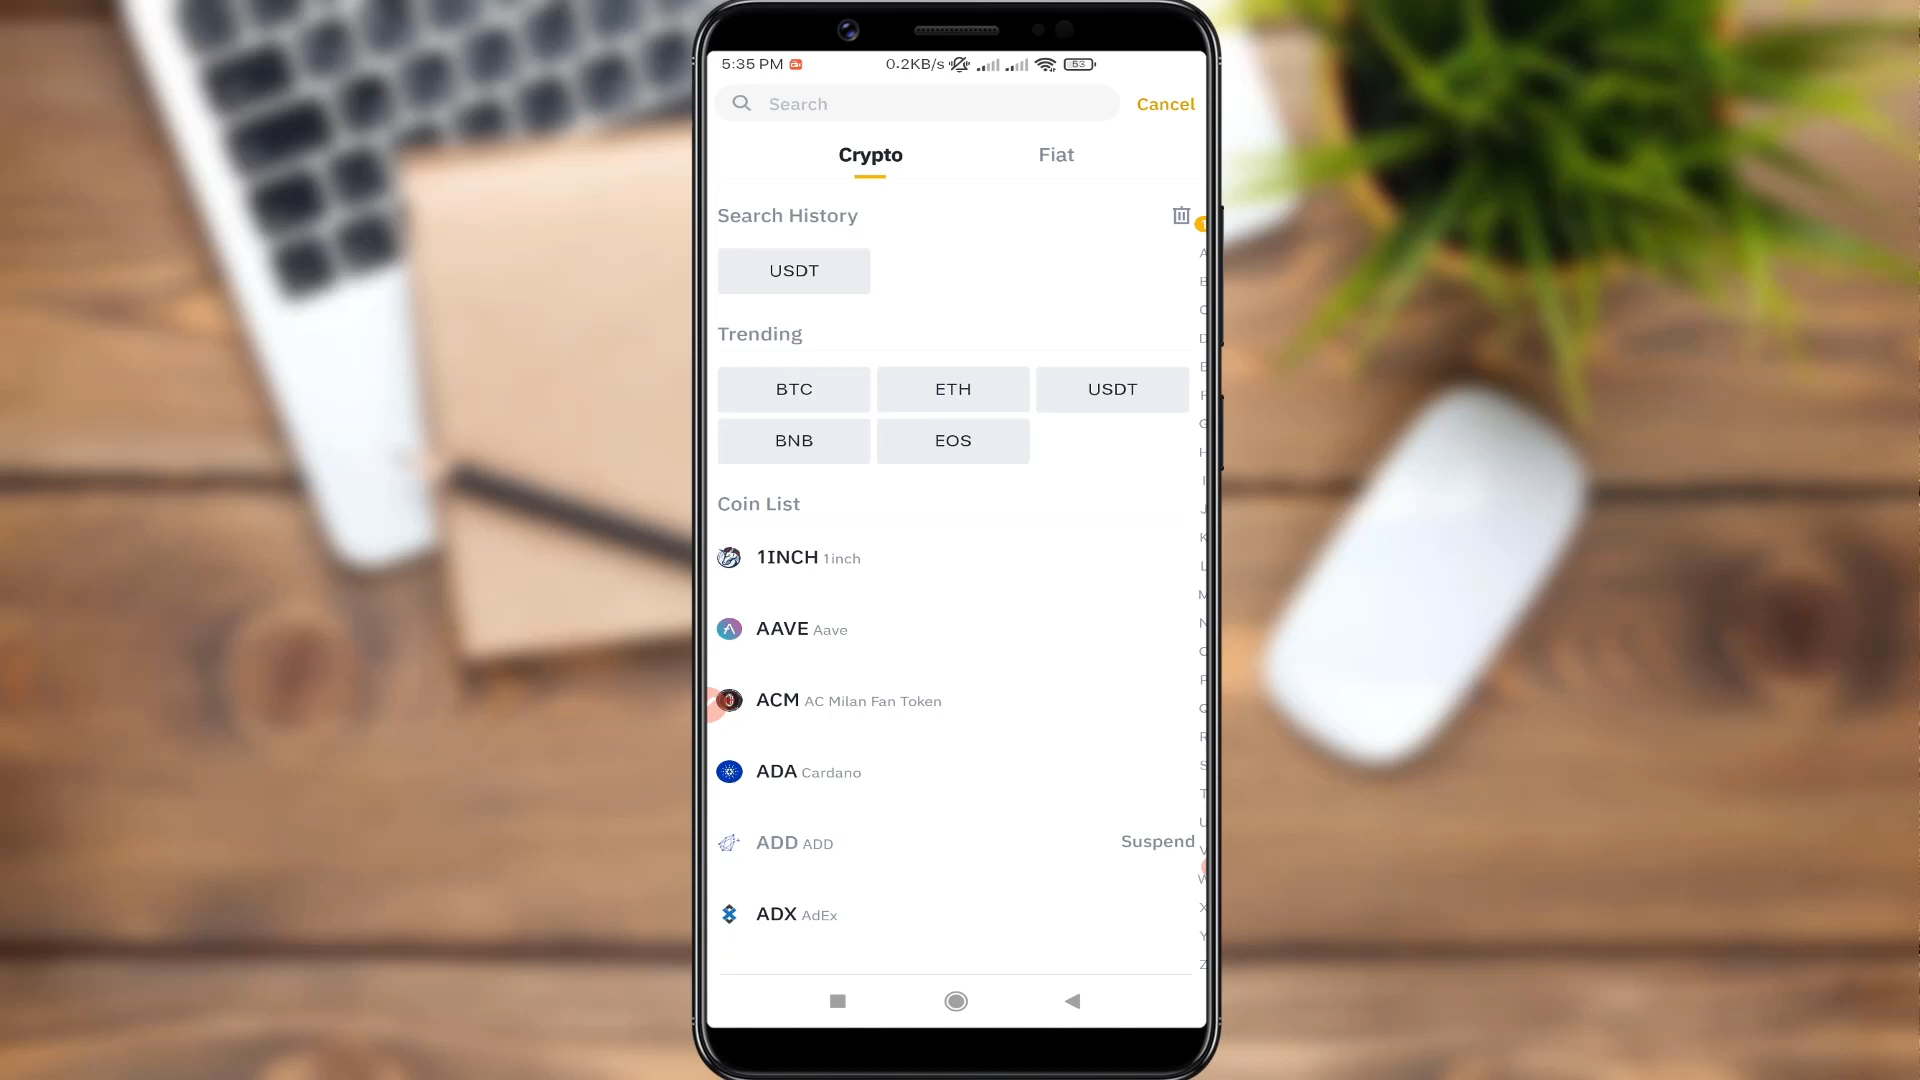 5:35 PM 0.2KB/s 53
Search Cancel
Crypto Fiat
Search History
USDT
Trending
BTC ETH USDT
BNB EOS
Coin List
1INCH 1inch
AAVE Aave
ACM AC Milan Fan Token
ADA Cardano
ADD ADD Suspend
ADX AdEx